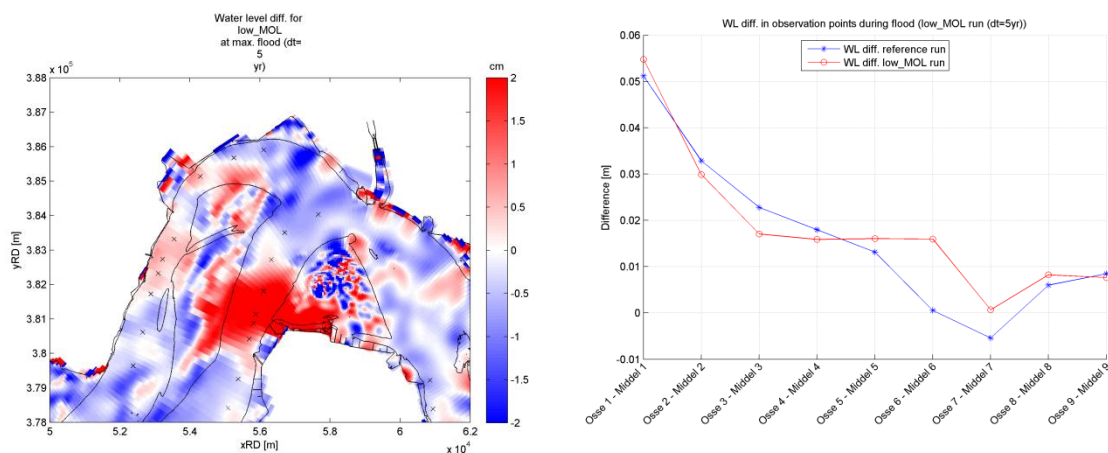 Water level diff. for
low_MOL
at max. flood (dt=
5
yr)
x 10^5
cm
3.88
3.87
3.86
3.85
3.84
3.83
3.82
3.81
3.8
3.79
3.78
yRD [m]
5
5.2
5.4
5.6
5.8
6
6.2
xRD [m]
x 10^4
2
1.5
1
0.5
0
-0.5
-1
-1.5
-2
WL diff. in observation points during flood (low_MOL run (dt=5yr))
WL diff. reference run
WL diff. low_MOL run
0.06
0.05
0.04
0.03
0.02
0.01
0
-0.01
Difference [m]
Osse 1 - Middel 1
Osse 2 - Middel 2
Osse 3 - Middel 3
Osse 4 - Middel 4
Osse 5 - Middel 5
Osse 6 - Middel 6
Osse 7 - Middel 7
Osse 8 - Middel 8
Osse 9 - Middel 9